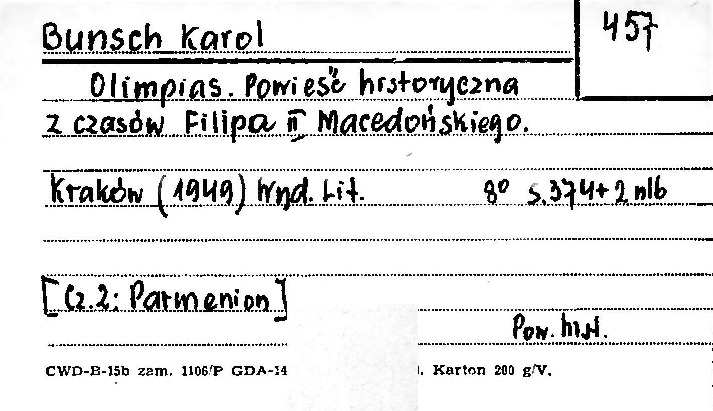 Bunsch Karol
457
Olimpias. Powieść historyczna
z czasów Filipa II Macedońskiego.
Kraków (1949) Wyd. Lit. 8° s.374+2 nlb
[Cz.2: Parmenion]
Pow. hist.
CWD-B-15b zam. 1106/P GDA-14 . Karton 200 g/V.